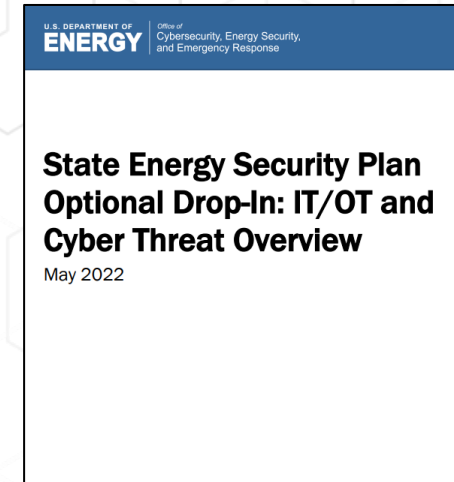 U.S. DEPARTMENT OF
ENERGY
Office of
Cybersecurity, Energy Security,
and Emergency Response
State Energy Security Plan
Optional Drop-In: IT/OT and
Cyber Threat Overview
May 2022